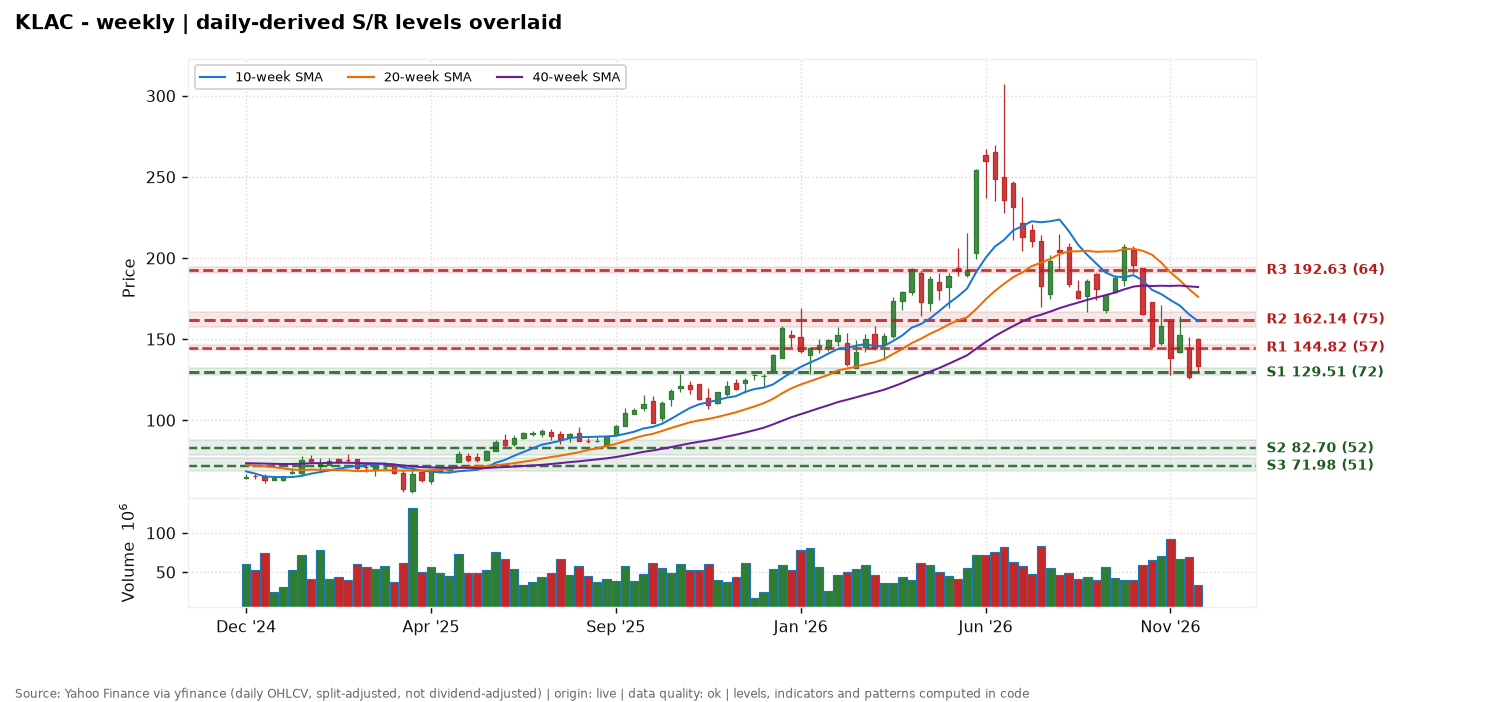 KLAC - weekly | daily-derived S/R levels overlaid
10-week SMA
20-week SMA
40-week SMA
Price
300
250
200
150
100
R3 192.63 (64)
R2 162.14 (75)
R1 144.82 (57)
S1 129.51 (72)
S2 82.70 (52)
S3 71.98 (51)
Volume 10⁶
100
50
Dec '24
Apr '25
Sep '25
Jan '26
Jun '26
Nov '26
Source: Yahoo Finance via yfinance (daily OHLCV, split-adjusted, not dividend-adjusted) | origin: live | data quality: ok | levels, indicators and patterns computed in code